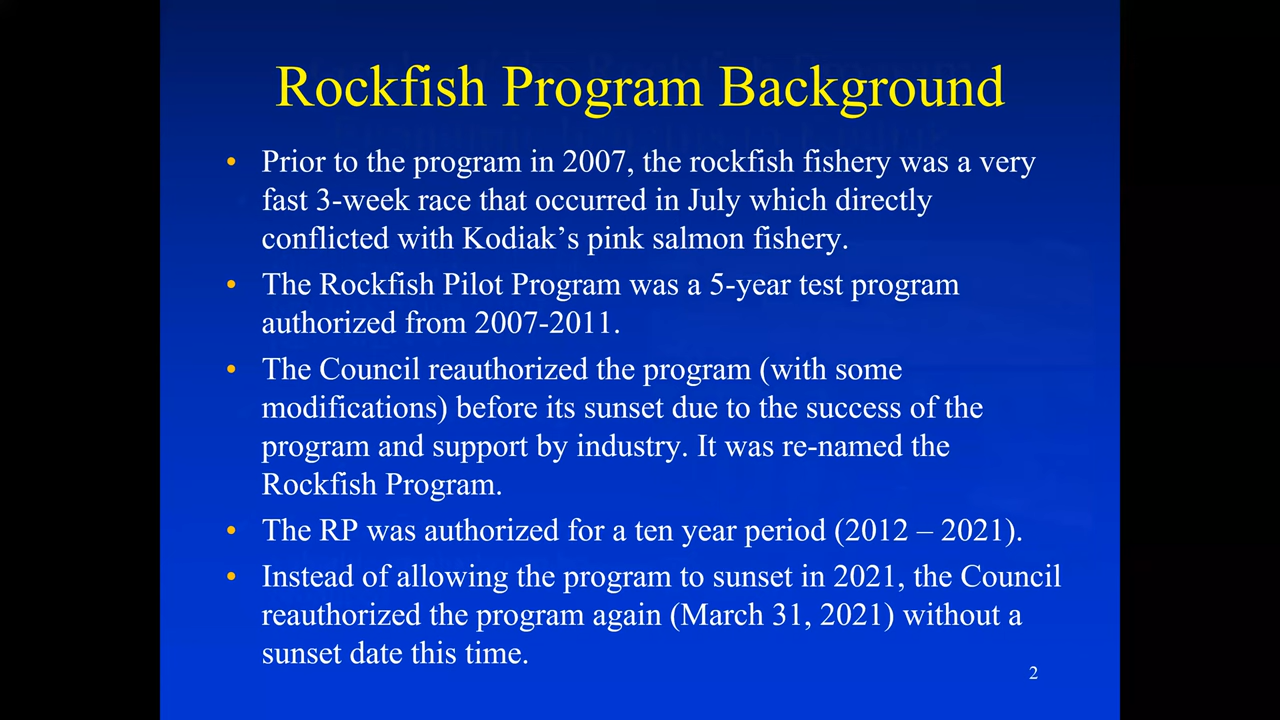 Rockfish Program Background
• Prior to the program in 2007, the rockfish fishery was a very
fast 3-week race that occurred in July which directly
conflicted with Kodiak’s pink salmon fishery.
• The Rockfish Pilot Program was a 5-year test program
authorized from 2007-2011.
• The Council reauthorized the program (with some
modifications) before its sunset due to the success of the
program and support by industry. It was re-named the
Rockfish Program.
• The RP was authorized for a ten year period (2012 – 2021).
• Instead of allowing the program to sunset in 2021, the Council
reauthorized the program again (March 31, 2021) without a
sunset date this time.
2